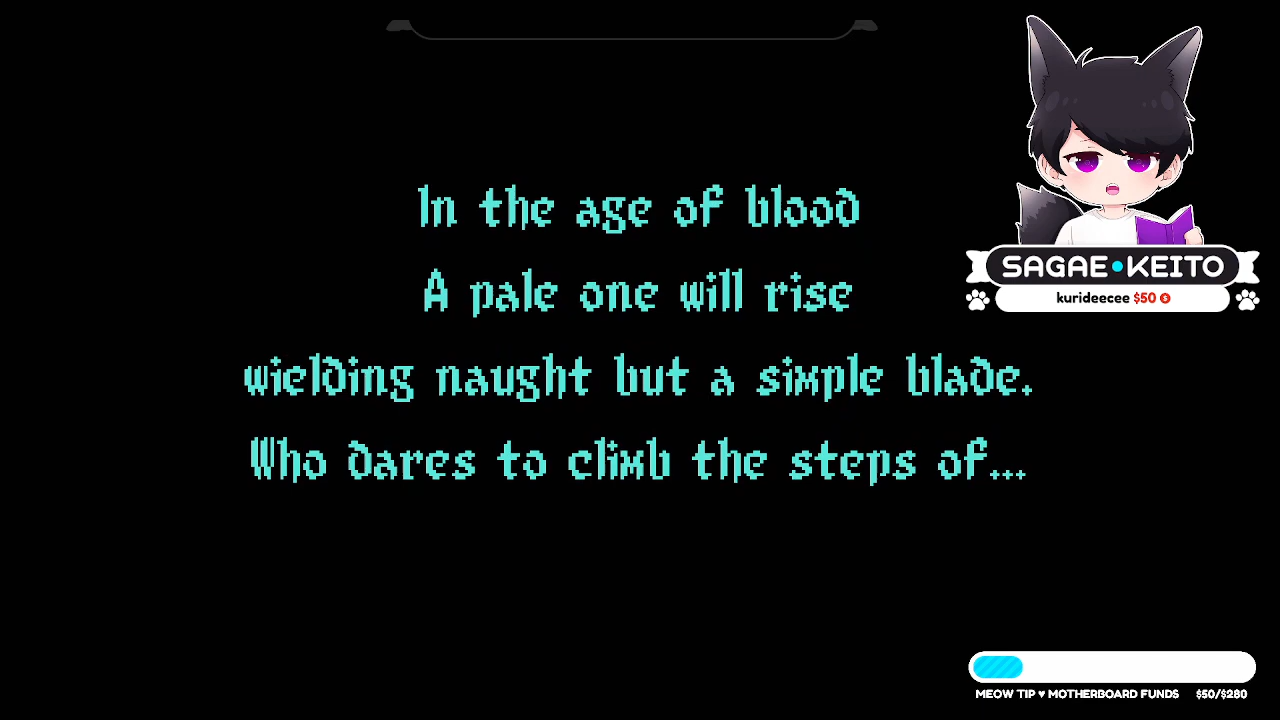 In the age of blood
A pale one will rise
wielding naught but a simple blade.
Who dares to climb the steps of...
SAGAE•KEITO
kurideecee $50
MEOW TIP ♥ MOTHERBOARD FUNDS $50/$280